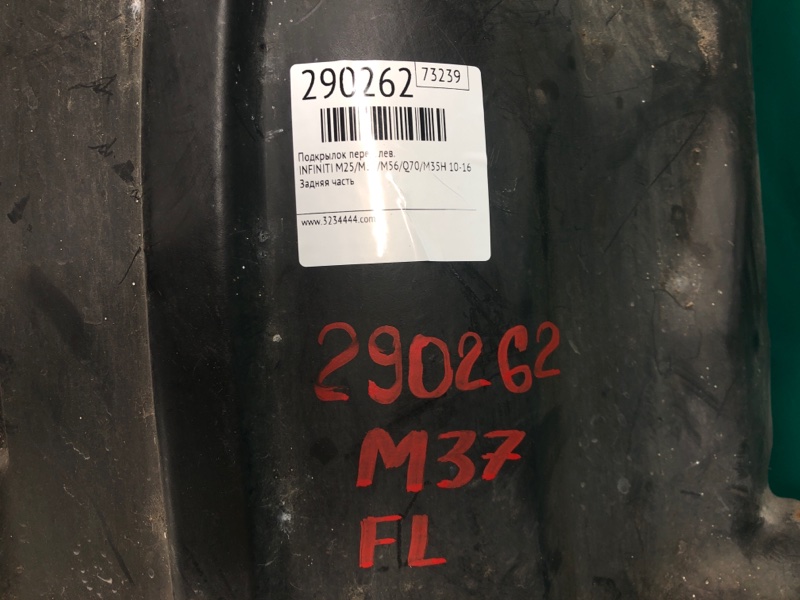 290262
73239
Подкрылок лев.
INFINITI /M56/Q70/M35H 10-16
Задняя часть
www.3234444.com
290262
M37
FL